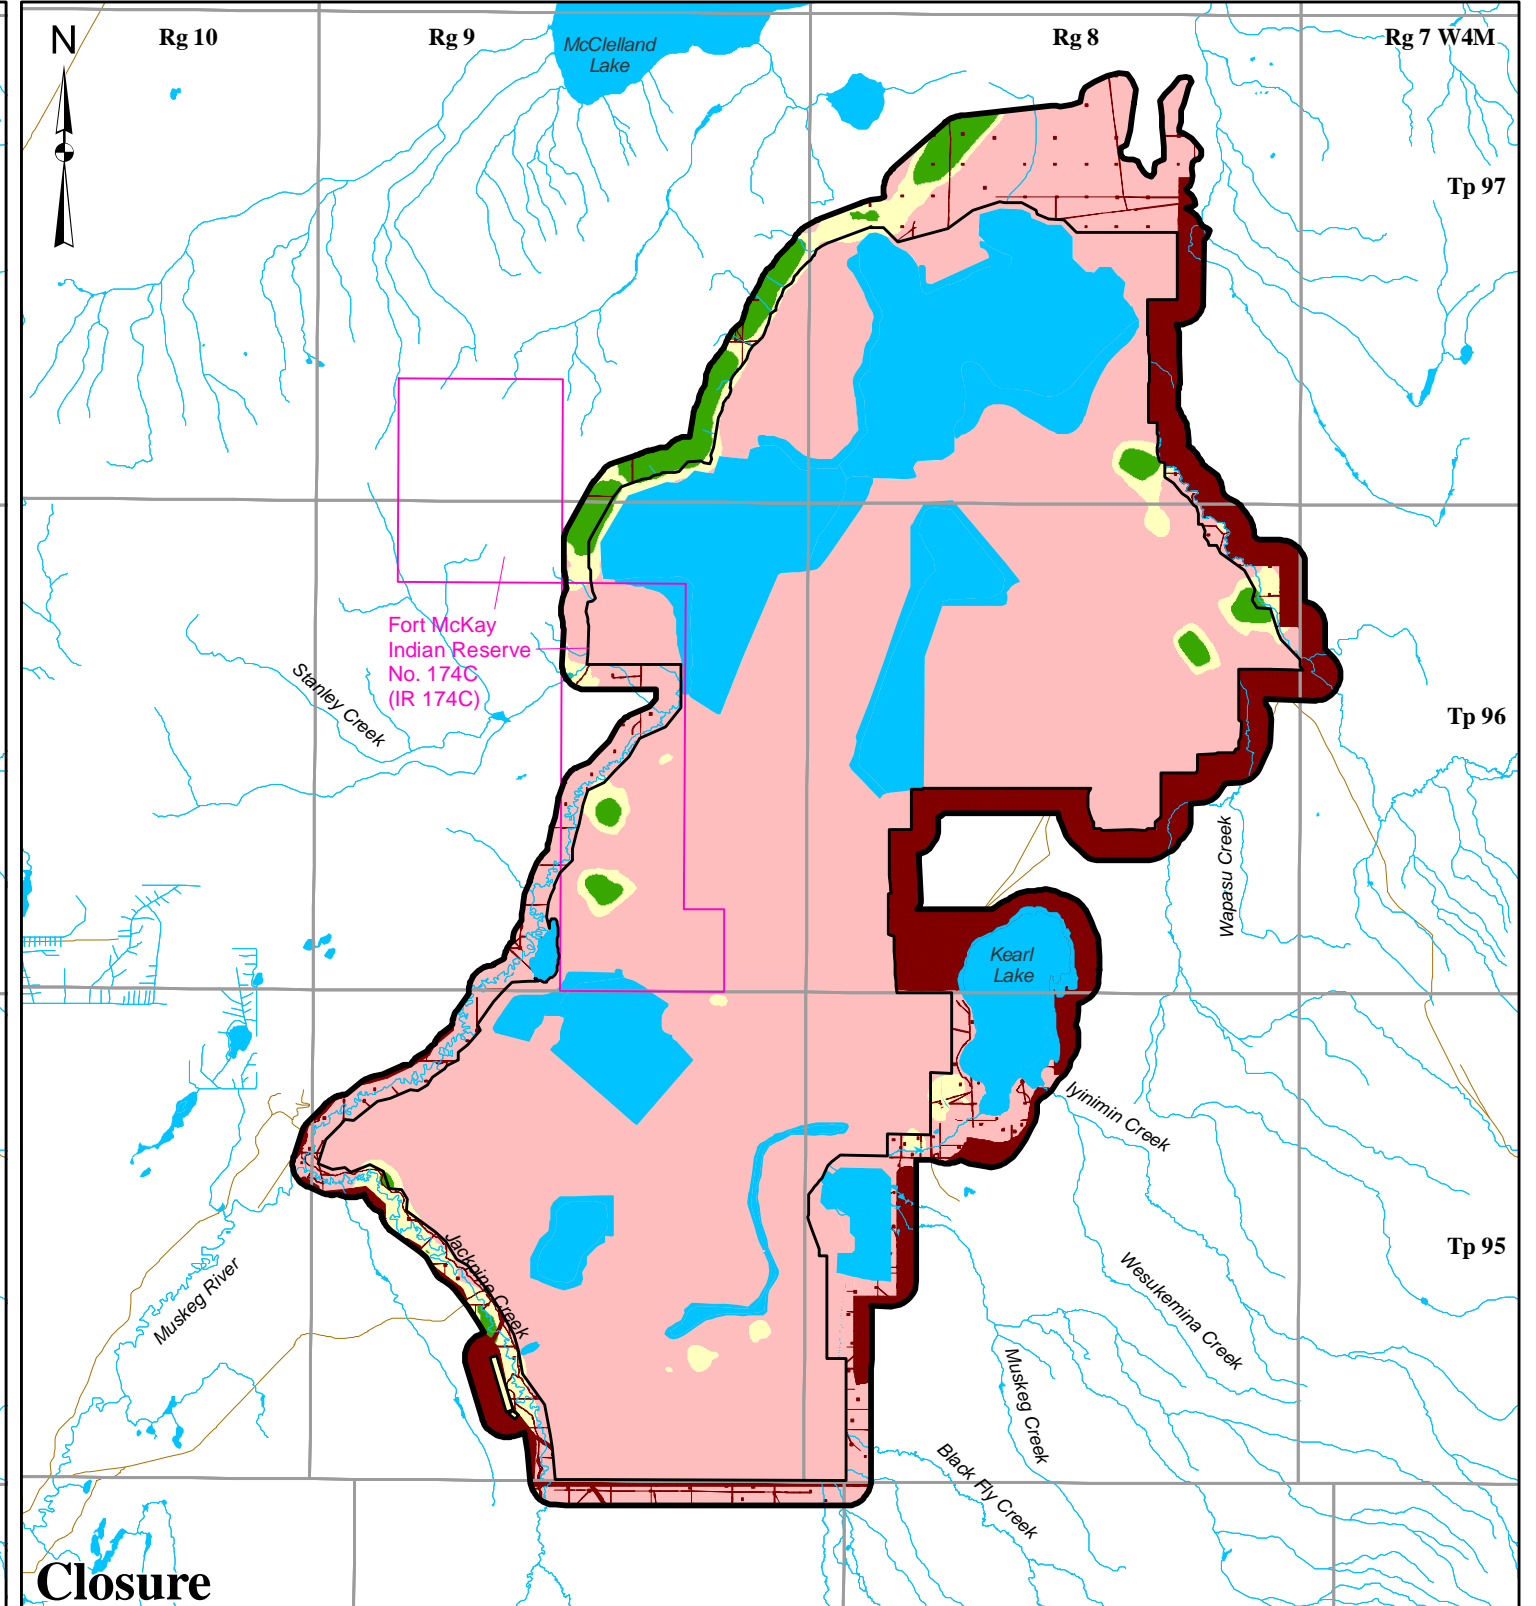 N
Rg 10
Rg 9
Rg 8
Rg 7 W4M
McClelland
Lake
Tp 97
Fort McKay
Indian Reserve
No. 174C
(IR 174C)
Stanley Creek
Tp 96
Wapasu Creek
Kearl
Lake
Iyinimin Creek
Muskeg River
Jackpine Creek
Tp 95
Wesukemina Creek
Muskeg Creek
Black Fly Creek
Closure